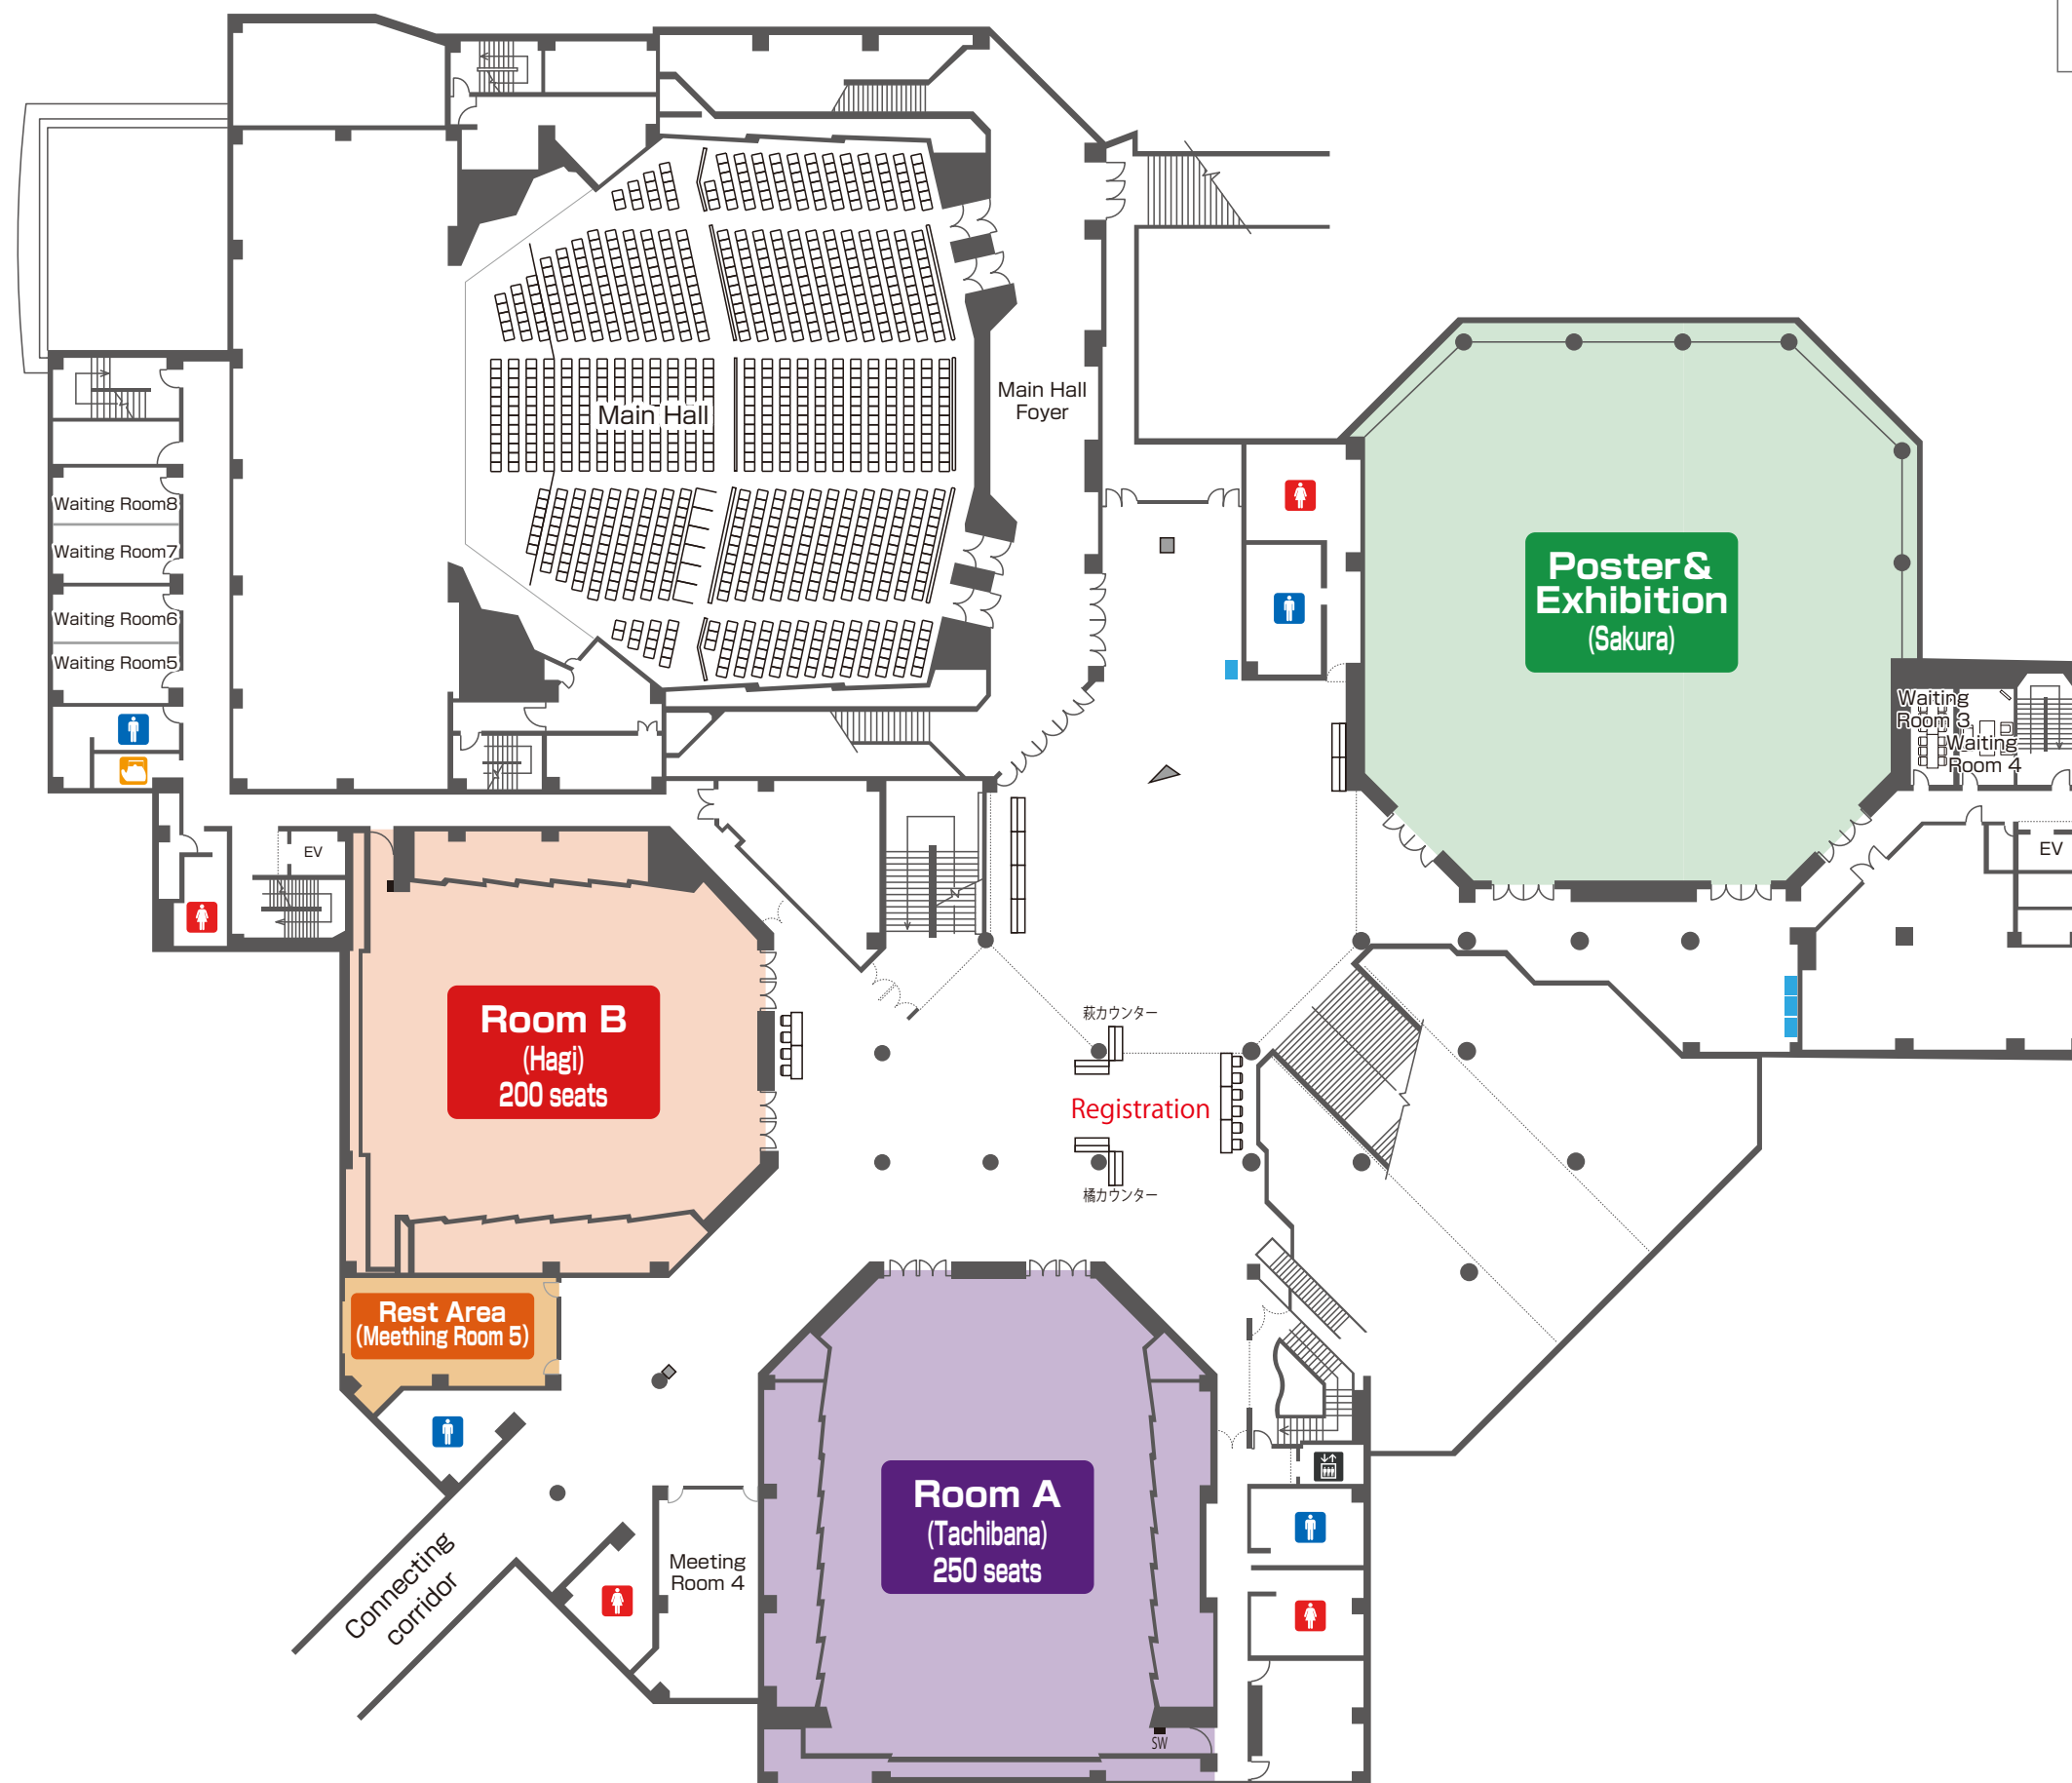 Main Hall
Main Hall
Foyer
Waiting Room8
Waiting Room7
Waiting Room6
Waiting Room5
Poster&
Exhibition
(Sakura)
Waiting
Room 3
Waiting
Room 4
EV
EV
Room B
(Hagi)
200 seats
萩カウンター
Registration
橘カウンター
Rest Area
(Meething Room 5)
Room A
(Tachibana)
250 seats
Meeting
Room 4
Connecting
corridor
SW